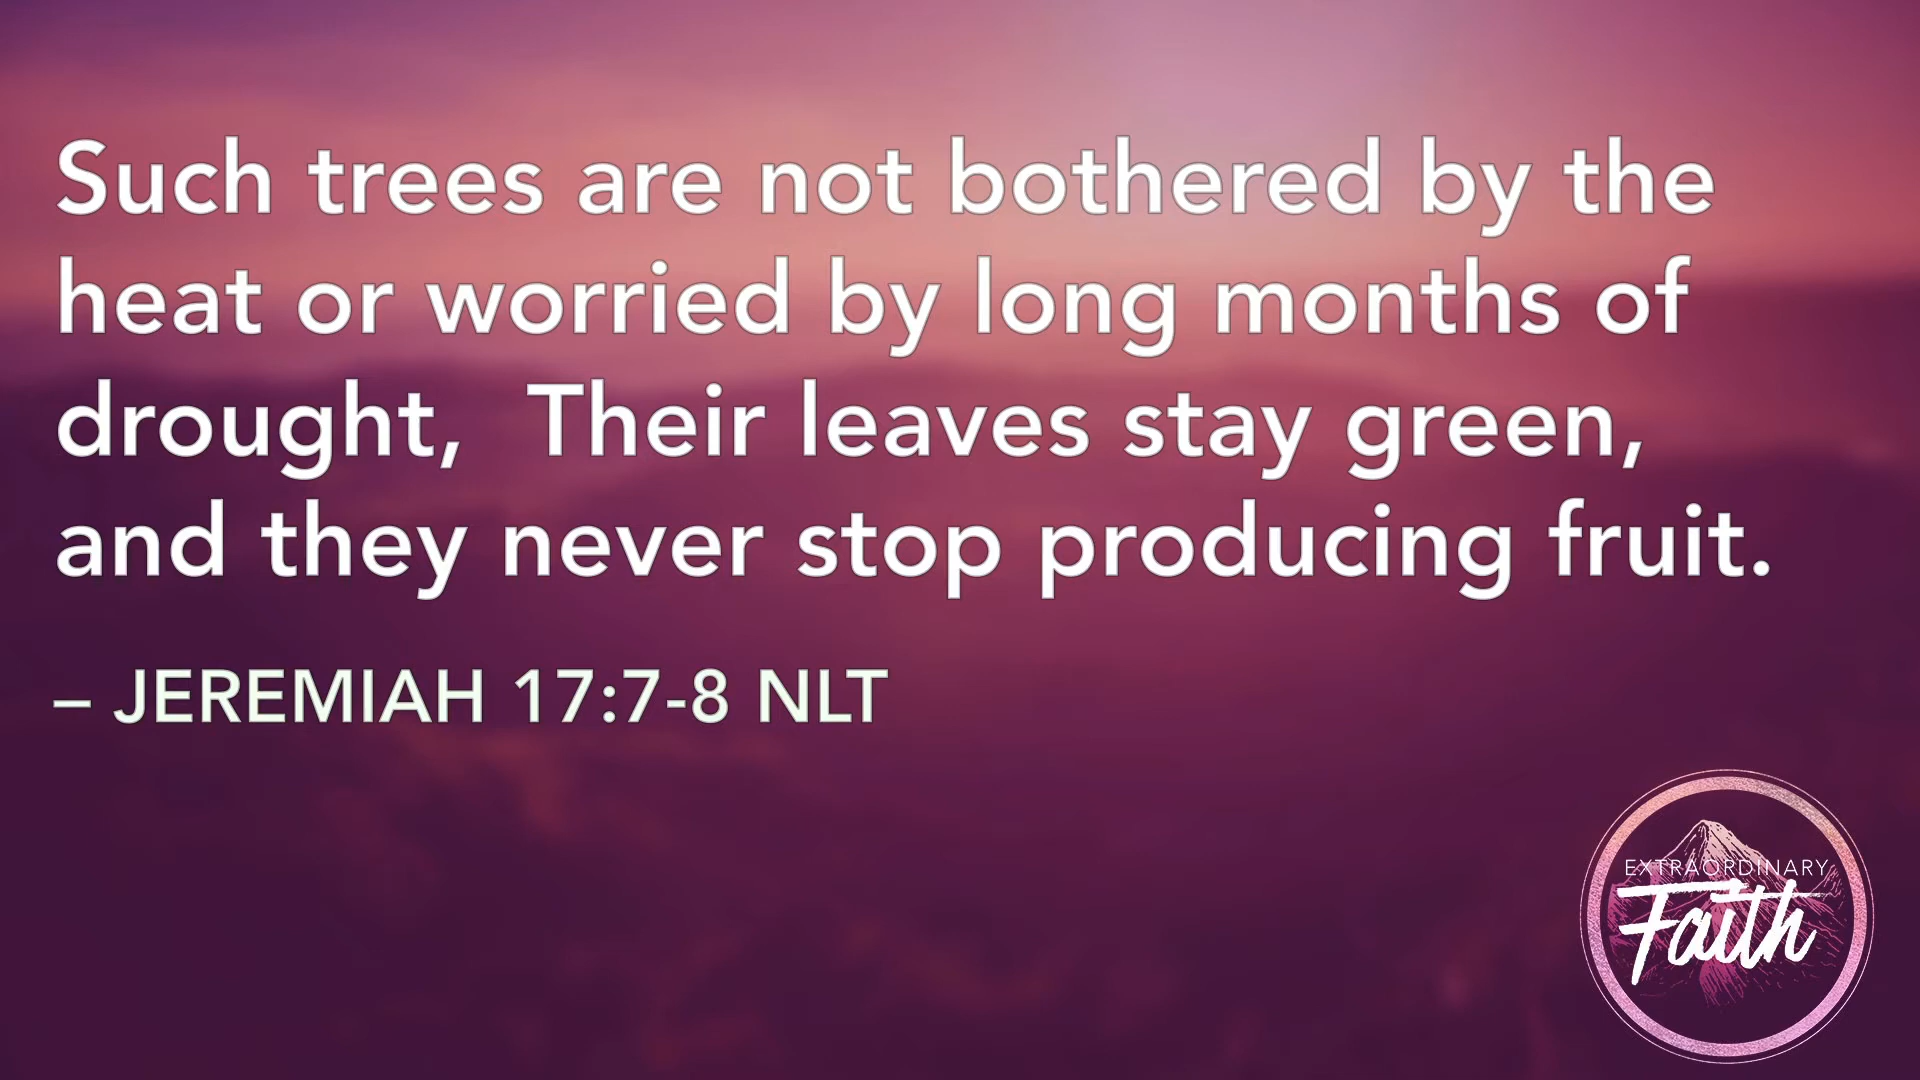 Such trees are not bothered by the
heat or worried by long months of
drought,  Their leaves stay green,
and they never stop producing fruit.
– JEREMIAH 17:7-8 NLT
EXTRAORDINARY
Faith